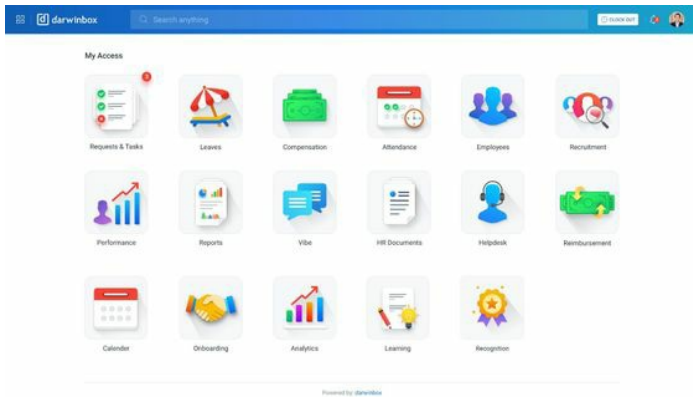 darwinbox
Search anything
CLOCK OUT
My Access
3
Requests & Tasks
Leaves
Compensation
Attendance
Employees
Recruitment
Performance
Reports
Vibe
HR Documents
Helpdesk
Reimbursement
Calender
Onboarding
Analytics
Learning
Recognition
Powered by darwinbox